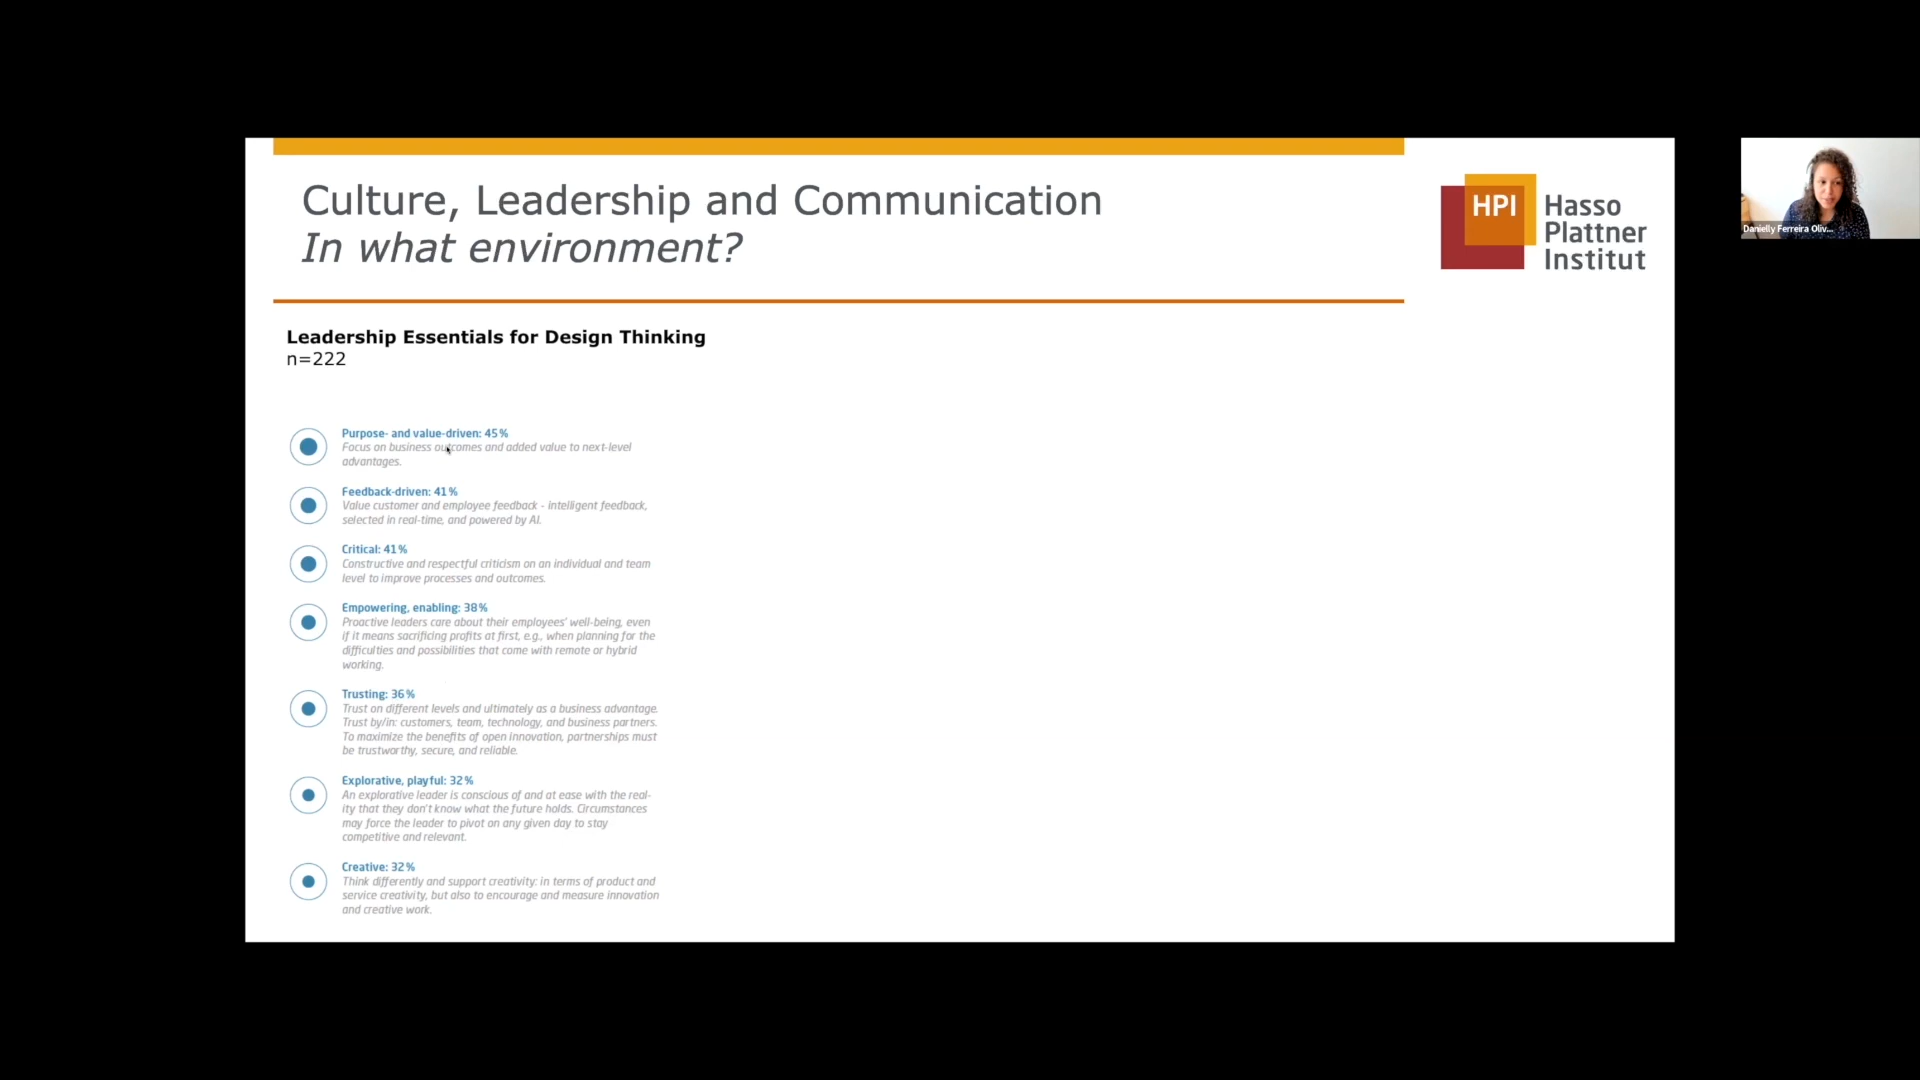 Culture, Leadership and Communication
In what environment?
HPI
Hasso
Plattner
Institut
Danielly Ferreira Oliv...
Leadership Essentials for Design Thinking
n=222
Purpose- and value-driven: 45%
Focus on business outcomes and added value to next-level
advantages.
Feedback-driven: 41%
Value customer and employee feedback - intelligent feedback,
selected in real-time, and powered by AI.
Critical: 41%
Constructive and respectful criticism on an individual and team
level to improve processes and outcomes.
Empowering, enabling: 38%
Proactive leaders care about their employees' well-being, even
if it means sacrificing profits at first, e.g., when planning for the
difficulties and possibilities that come with remote or hybrid
working.
Trusting: 36%
Trust on different levels and ultimately as a business advantage.
Trust by/in: customers, team, technology, and business partners.
To maximize the benefits of open innovation, partnerships must
be trustworthy, secure, and reliable.
Explorative, playful: 32%
An explorative leader is conscious of and at ease with the real-
ity that they don't know what the future holds. Circumstances
may force the leader to pivot on any given day to stay
competitive and relevant.
Creative: 32%
Think differently and support creativity: in terms of product and
service creativity, but also to encourage and measure innovation
and creative work.